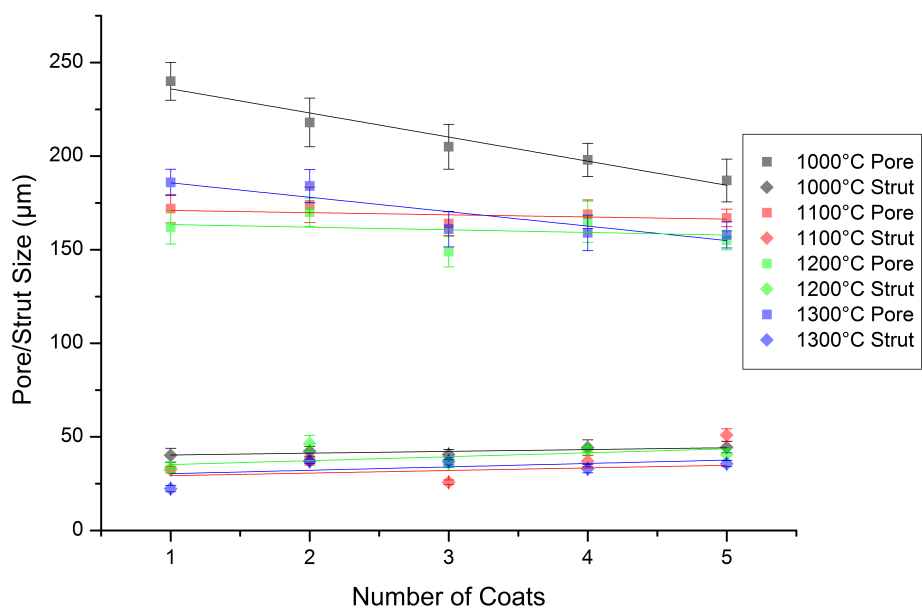 Pore/Strut Size (µm)
250
200
150
100
50
0
1 2 3 4 5
Number of Coats
1000°C Pore
1000°C Strut
1100°C Pore
1100°C Strut
1200°C Pore
1200°C Strut
1300°C Pore
1300°C Strut